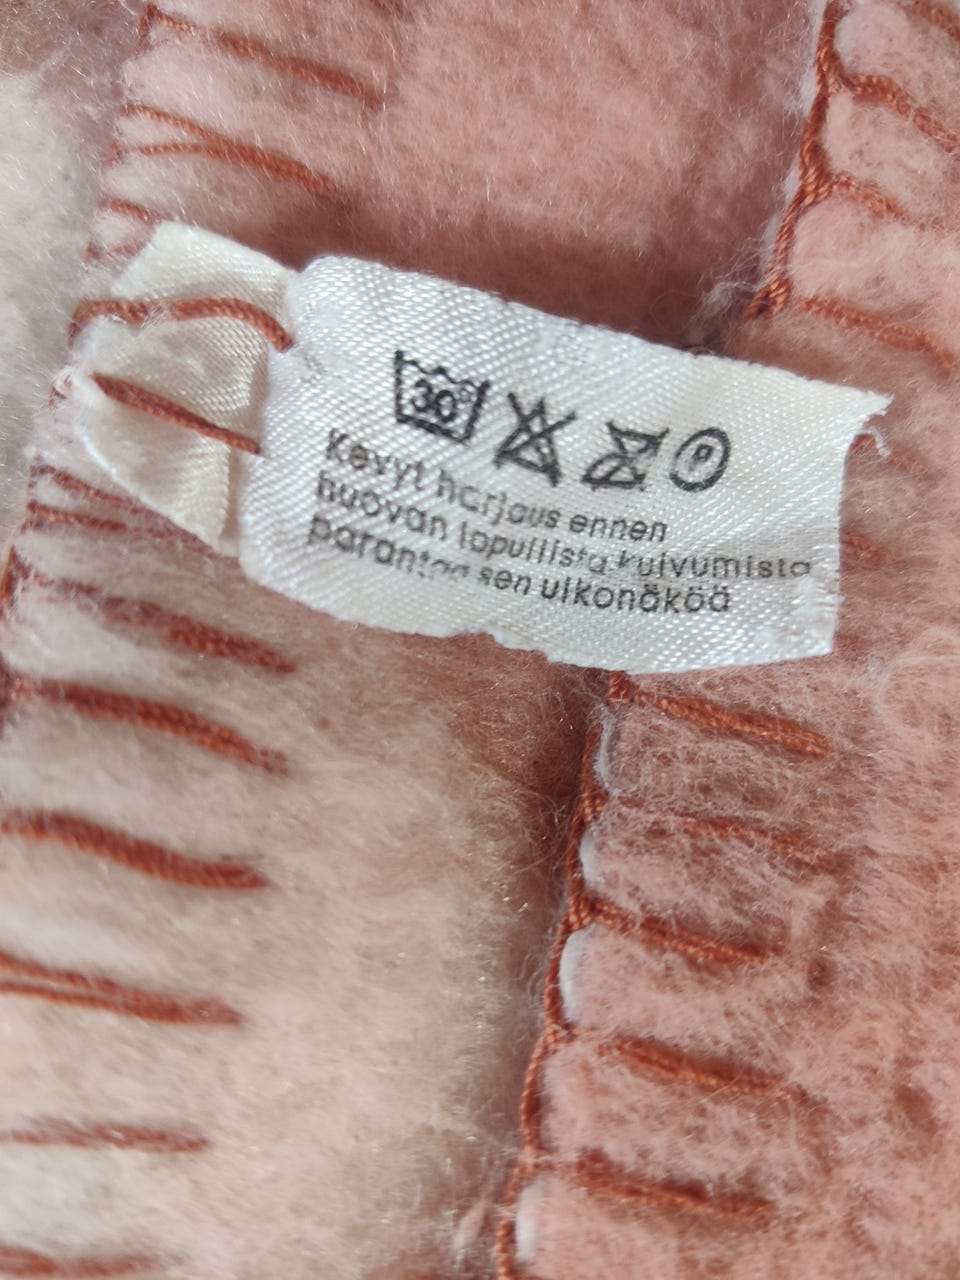 30°
P
Kevyt harjaus ennen
huovan lopullista kuivumista
parantaa sen ulkonäköä